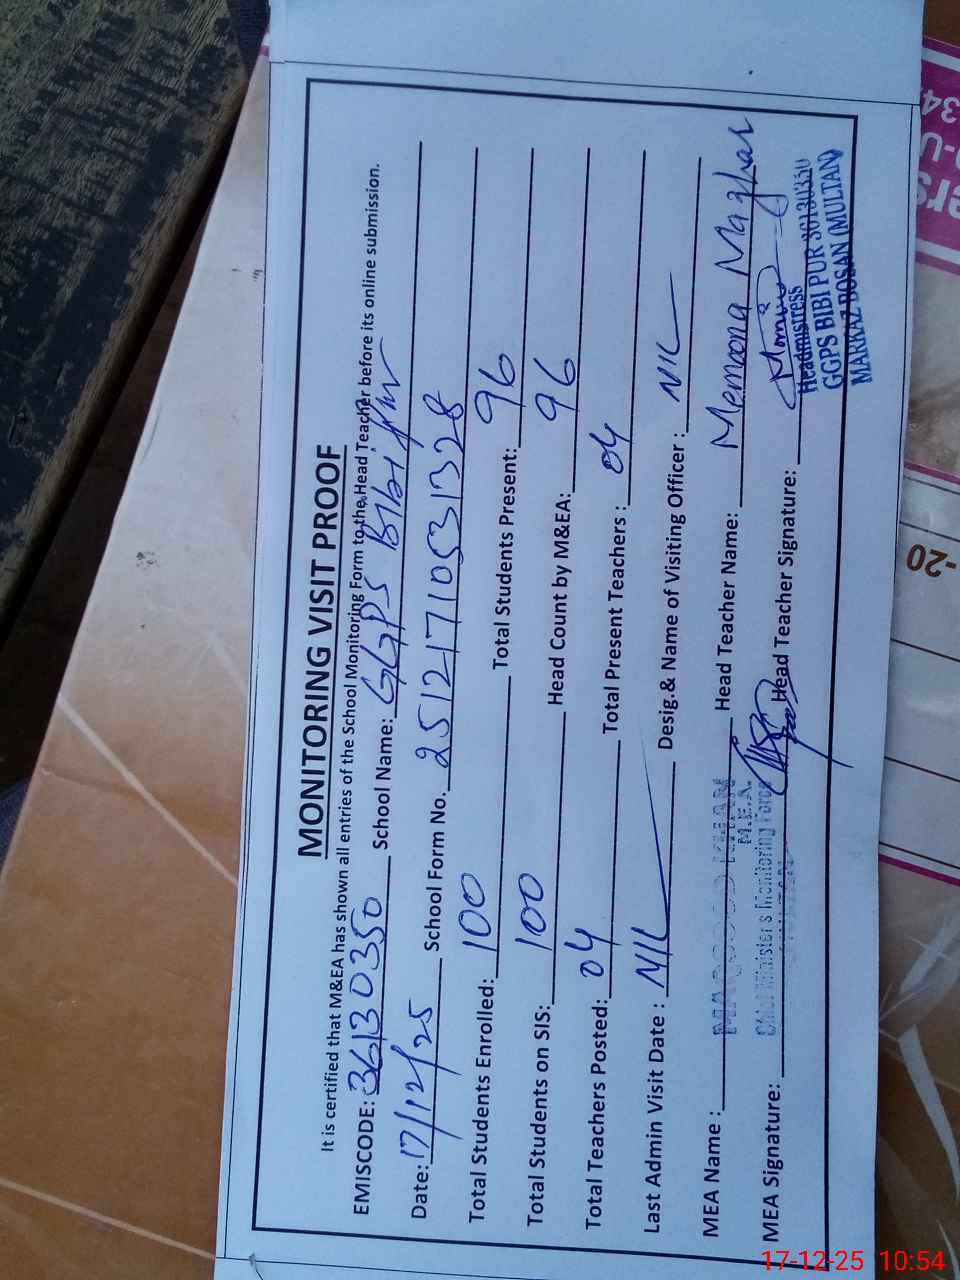 MONITORING VISIT PROOF
It is certified that M&EA has shown all entries of the School Monitoring Form to the Head Teacher before its online submission.
EMISCODE: 36130350 School Name: GGPS Bibi Pur
Date: 17/12/25 School Form No. 25121710531328
Total Students Enrolled: 100 Total Students Present: 96
Total Students on SIS: 100 Head Count by M&EA: 96
Total Teachers Posted: 04 Total Present Teachers : 04
Last Admin Visit Date : NIL Desig.& Name of Visiting Officer : NIL
MEA Name : MAQSOOD KHAN Head Teacher Name: Memoona Mazhar
M.E.A.
Chief Minister's Monitoring Force
MEA Signature: Head Teacher Signature:
Headmistress
GGPS BIBI PUR 36130350
MARKAZ BOSAN (MULTAN)
34
-20
17-12-25 10:54